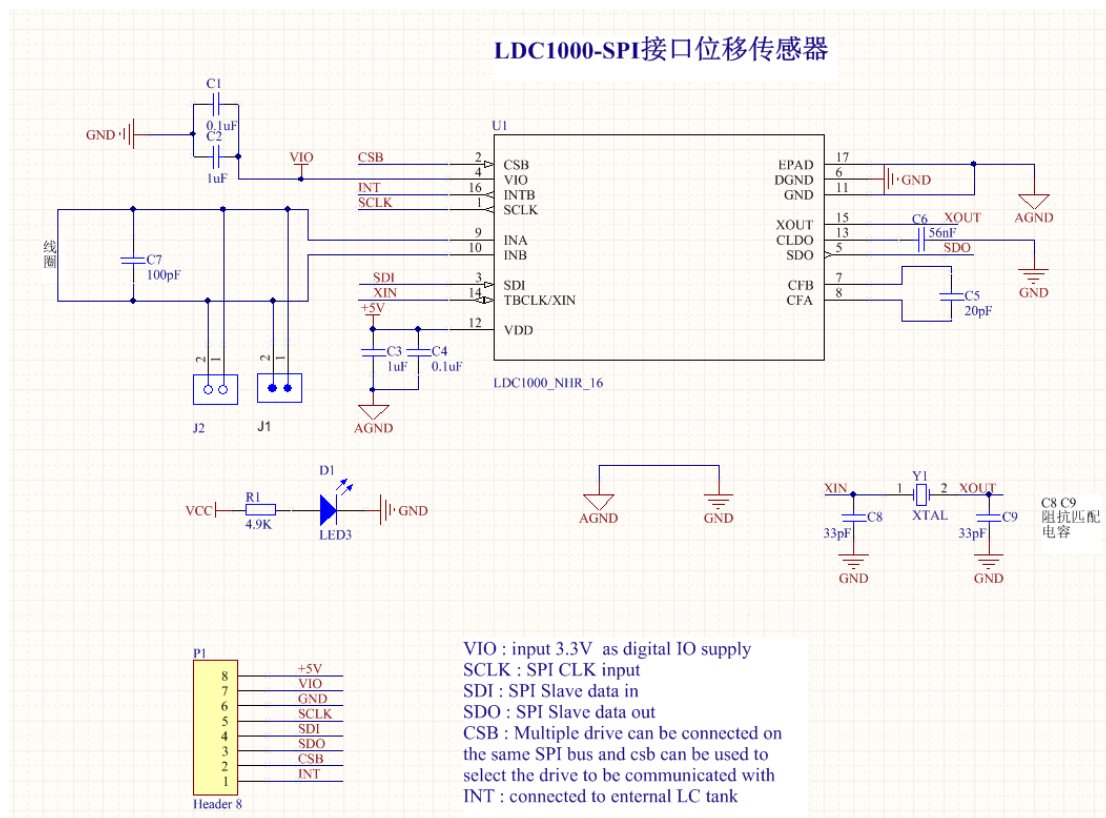 LDC1000-SPI接口位移传感器
C1
0.1uF
GND
C2
1uF
VIO
CSB
INT
SCLK
U1
2 CSB
4 VIO
16 INTB
1 SCLK
9 INA
10 INB
3 SDI
14 TBCLK/XIN
12 VDD
EPAD 17
DGND 6
GND 11
XOUT 15
CLDO 13
SDO 5
CFB 7
CFA 8
LDC1000_NHR_16
GND
AGND
C6 XOUT
56nF
SDO
GND
C5
20pF
线圈
C7
100pF
SDI
XIN
+5V
C3
1uF
C4
0.1uF
AGND
2 1
2 1
J2
J1
VCC
R1
4.9K
D1
LED3
GND
AGND
GND
XIN
1
Y1
2
XOUT
XTAL
C8
33pF
C9
33pF
GND
GND
C8 C9
阻抗匹配
电容
P1
8 +5V
7 VIO
6 GND
5 SCLK
4 SDI
3 SDO
2 CSB
1 INT
Header 8
VIO : input 3.3V as digital IO supply
SCLK : SPI CLK input
SDI : SPI Slave data in
SDO : SPI Slave data out
CSB : Multiple drive can be connected on
the same SPI bus and csb can be used to
select the drive to be communicated with
INT : connected to enternal LC tank